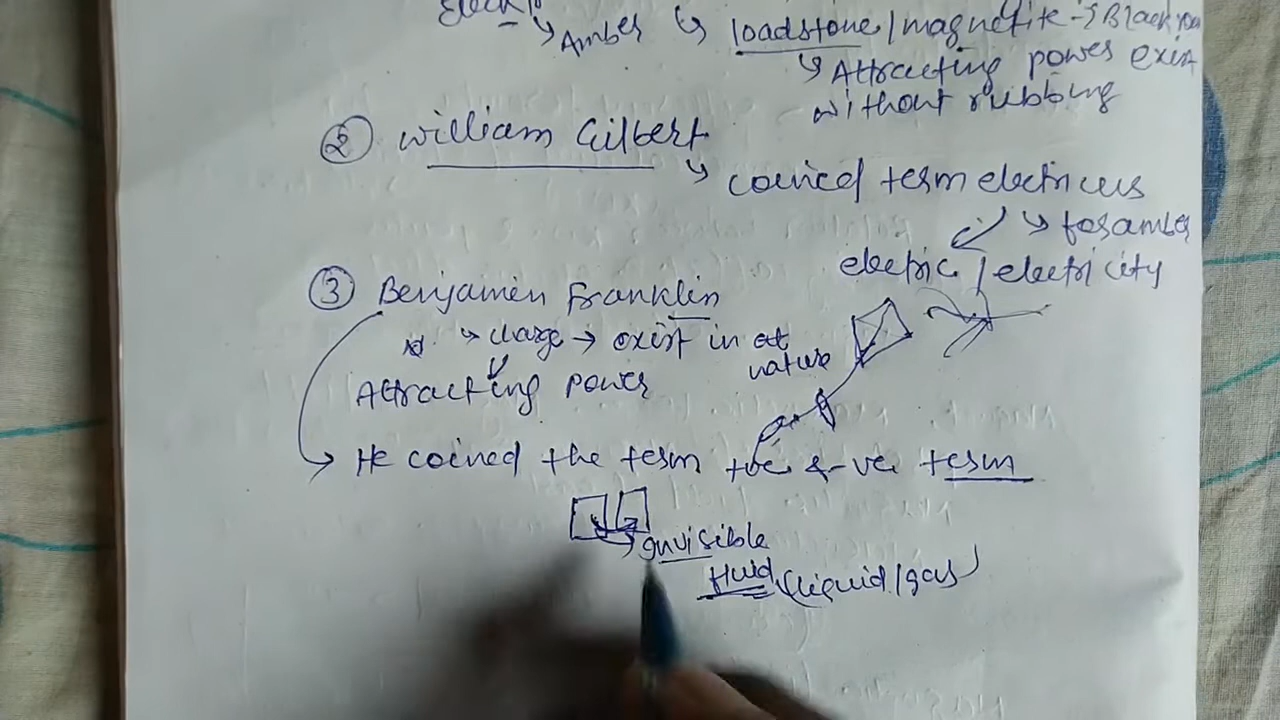 Amber loadstone/magnetite → Black
Attracting power exist
without rubbing
② William Gilbert
coined term electricus
for amber
electric/electricity
③ Benjamin Franklin
charge → exist in at
nature
Attracting power
He coined the term +ve & -ve term
Invisible
fluid (liquid/gas)